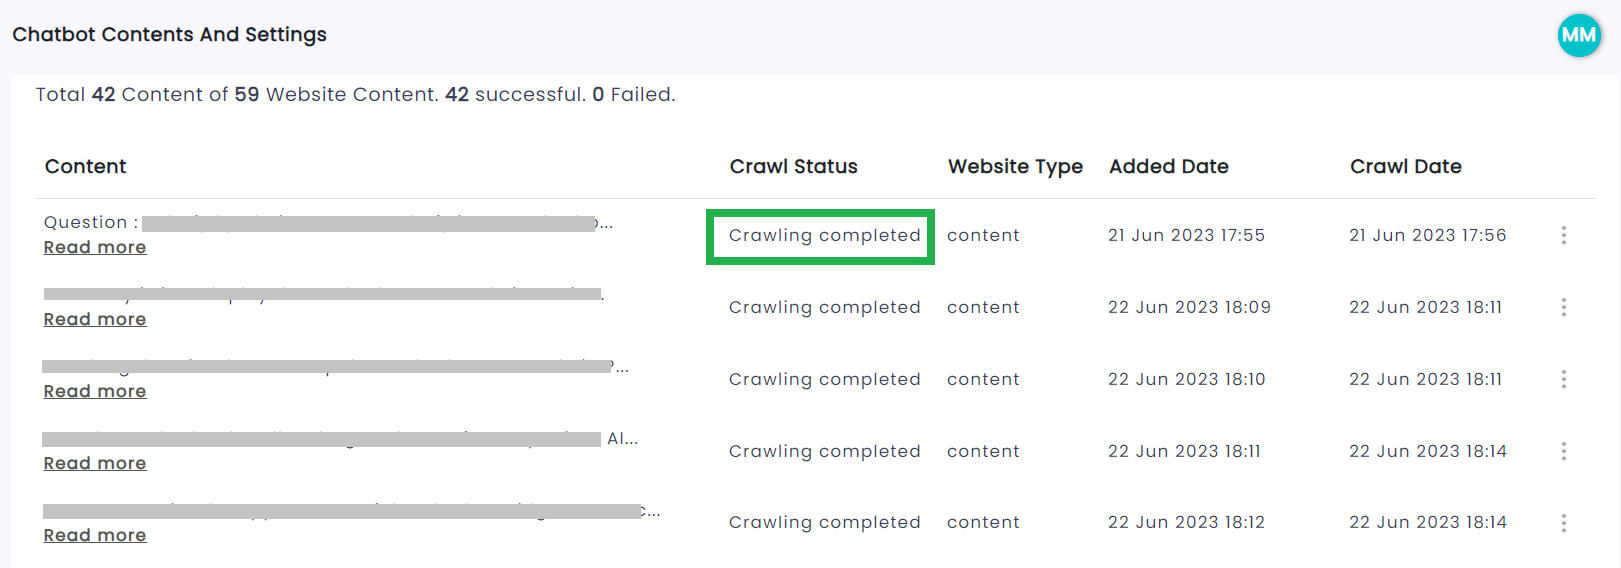 Chatbot Contents And Settings
MM
Total 42 Content of 59 Website Content. 42 successful. 0 Failed.
Content Crawl Status Website Type Added Date Crawl Date
Question : ...
Read more
Crawling completed content 21 Jun 2023 17:55 21 Jun 2023 17:56
Read more
Crawling completed content 22 Jun 2023 18:09 22 Jun 2023 18:11
P...
Read more
Crawling completed content 22 Jun 2023 18:10 22 Jun 2023 18:11
AI...
Read more
Crawling completed content 22 Jun 2023 18:11 22 Jun 2023 18:14
c...
Read more
Crawling completed content 22 Jun 2023 18:12 22 Jun 2023 18:14